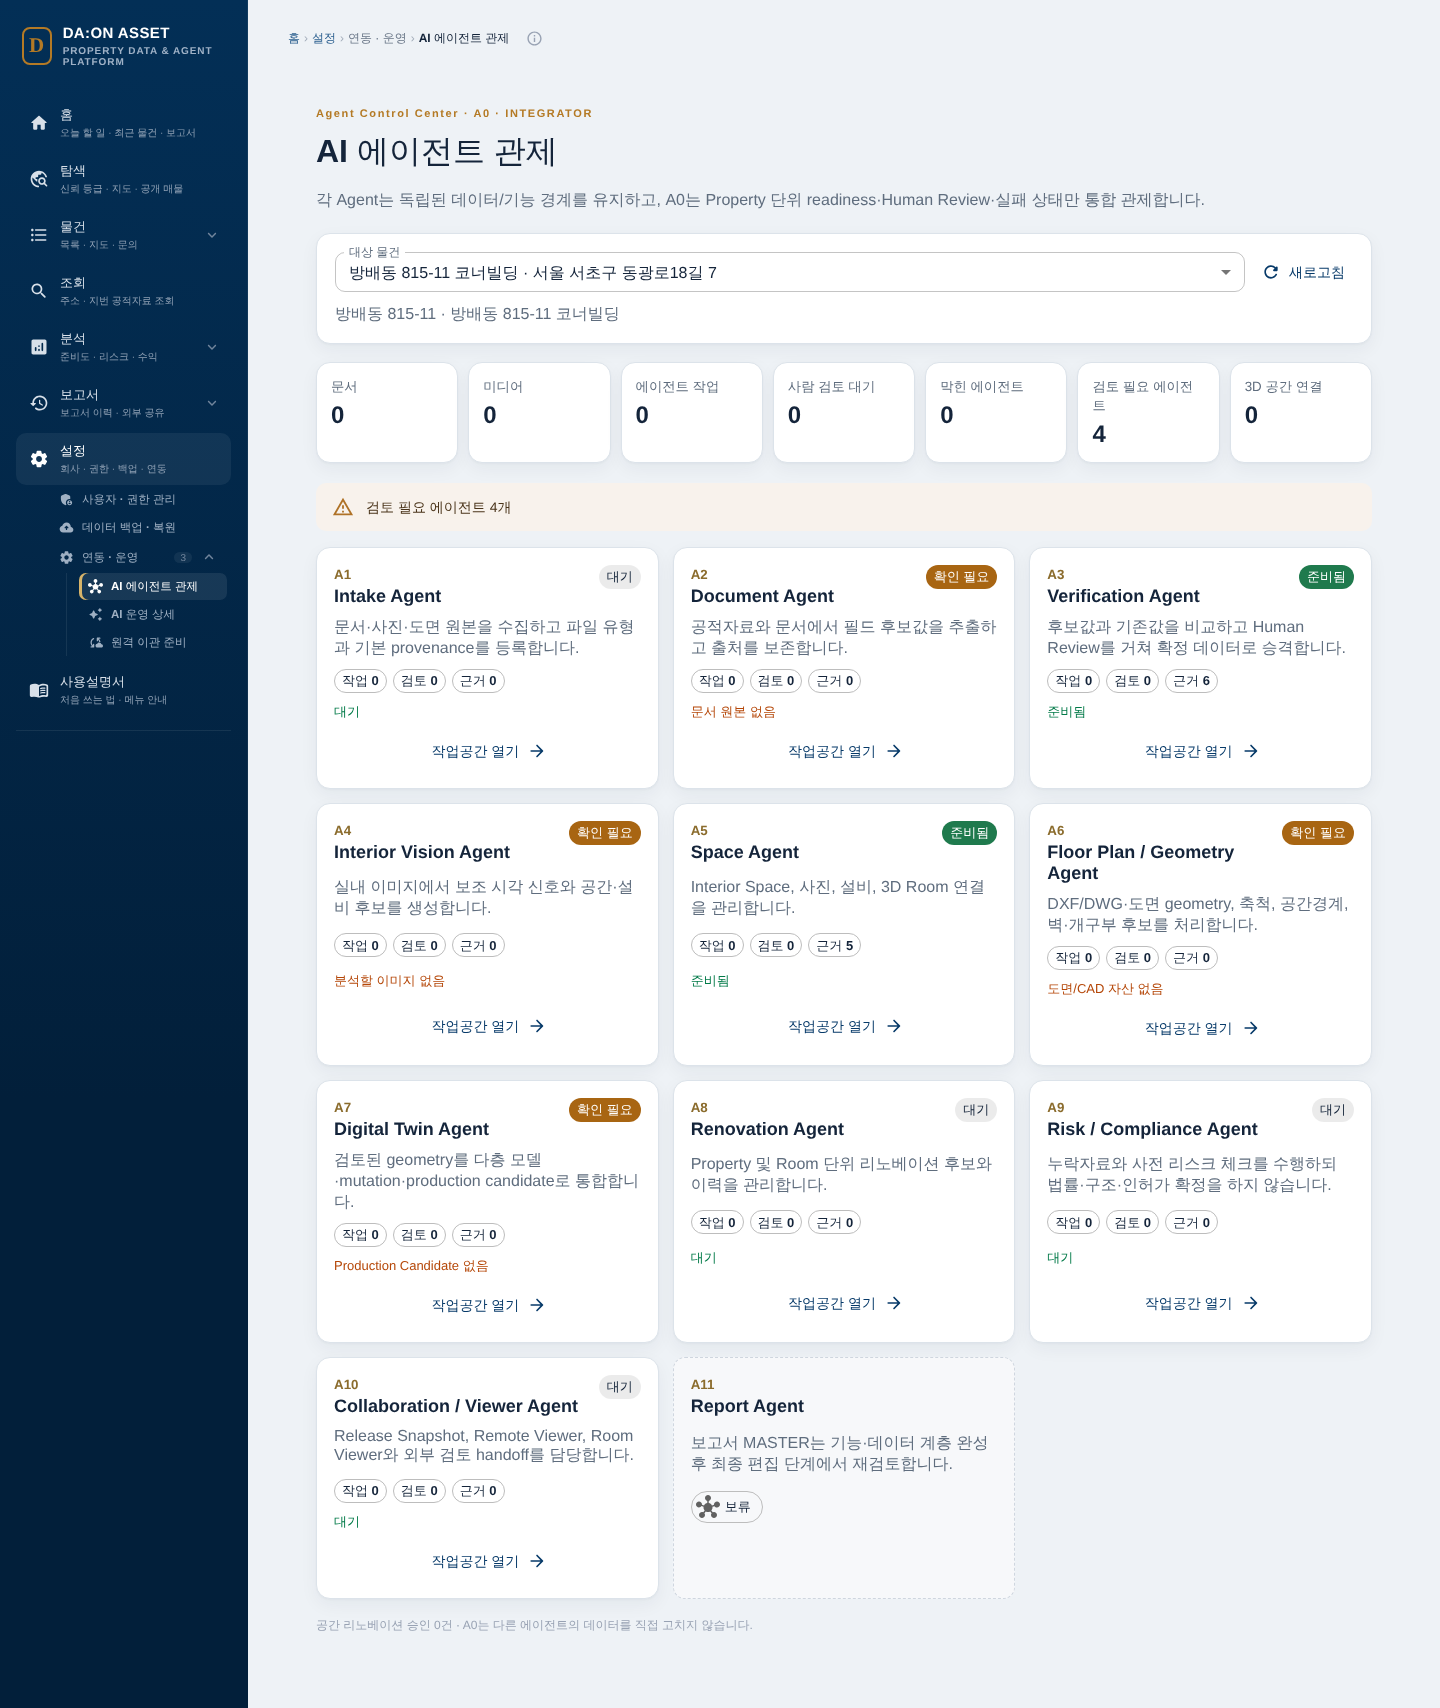 D
DA:ON ASSET
PROPERTY DATA & AGENT
PLATFORM
홈
오늘 할 일 · 최근 물건 · 보고서
탐색
신뢰 등급 · 지도 · 공개 매물
물건
목록 · 지도 · 문의
조회
주소 · 지번 공적자료 조회
분석
준비도 · 리스크 · 수익
보고서
보고서 이력 · 외부 공유
설정
회사 · 권한 · 백업 · 연동
사용자 · 권한 관리
데이터 백업 · 복원
연동 · 운영 3
AI 에이전트 관제
AI 운영 상세
원격 이관 준비
사용설명서
처음 쓰는 법 · 메뉴 안내
홈 › 설정 › 연동 · 운영 › AI 에이전트 관제
Agent Control Center · A0 · INTEGRATOR
AI 에이전트 관제
각 Agent는 독립된 데이터/기능 경계를 유지하고, A0는 Property 단위 readiness·Human Review·실패 상태만 통합 관제합니다.
대상 물건
방배동 815-11 코너빌딩 · 서울 서초구 동광로18길 7
새로고침
방배동 815-11 · 방배동 815-11 코너빌딩
문서
0
미디어
0
에이전트 작업
0
사람 검토 대기
0
막힌 에이전트
0
검토 필요 에이전
트
4
3D 공간 연결
0
검토 필요 에이전트 4개
A1
대기
Intake Agent
문서·사진·도면 원본을 수집하고 파일 유형
과 기본 provenance를 등록합니다.
작업 0 검토 0 근거 0
대기
작업공간 열기
A2
확인 필요
Document Agent
공적자료와 문서에서 필드 후보값을 추출하
고 출처를 보존합니다.
작업 0 검토 0 근거 0
문서 원본 없음
작업공간 열기
A3
준비됨
Verification Agent
후보값과 기존값을 비교하고 Human
Review를 거쳐 확정 데이터로 승격합니다.
작업 0 검토 0 근거 6
준비됨
작업공간 열기
A4
확인 필요
Interior Vision Agent
실내 이미지에서 보조 시각 신호와 공간·설
비 후보를 생성합니다.
작업 0 검토 0 근거 0
분석할 이미지 없음
작업공간 열기
A5
준비됨
Space Agent
Interior Space, 사진, 설비, 3D Room 연결
을 관리합니다.
작업 0 검토 0 근거 5
준비됨
작업공간 열기
A6
확인 필요
Floor Plan / Geometry
Agent
DXF/DWG·도면 geometry, 축척, 공간경계,
벽·개구부 후보를 처리합니다.
작업 0 검토 0 근거 0
도면/CAD 자산 없음
작업공간 열기
A7
확인 필요
Digital Twin Agent
검토된 geometry를 다층 모델
·mutation·production candidate로 통합합니
다.
작업 0 검토 0 근거 0
Production Candidate 없음
작업공간 열기
A8
대기
Renovation Agent
Property 및 Room 단위 리노베이션 후보와
이력을 관리합니다.
작업 0 검토 0 근거 0
대기
작업공간 열기
A9
대기
Risk / Compliance Agent
누락자료와 사전 리스크 체크를 수행하되
법률·구조·인허가 확정을 하지 않습니다.
작업 0 검토 0 근거 0
대기
작업공간 열기
A10
대기
Collaboration / Viewer Agent
Release Snapshot, Remote Viewer, Room
Viewer와 외부 검토 handoff를 담당합니다.
작업 0 검토 0 근거 0
대기
작업공간 열기
A11
Report Agent
보고서 MASTER는 기능·데이터 계층 완성
후 최종 편집 단계에서 재검토합니다.
보류
공간 리노베이션 승인 0건 · A0는 다른 에이전트의 데이터를 직접 고치지 않습니다.